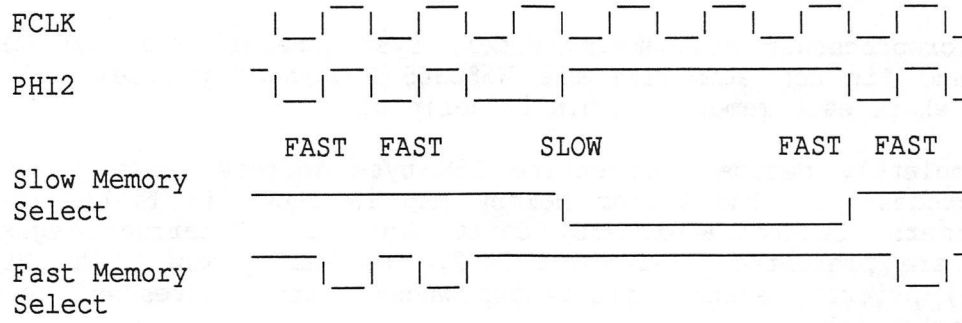 FCLK
PHI2
FAST FAST SLOW FAST FAST
Slow Memory
Select
Fast Memory
Select